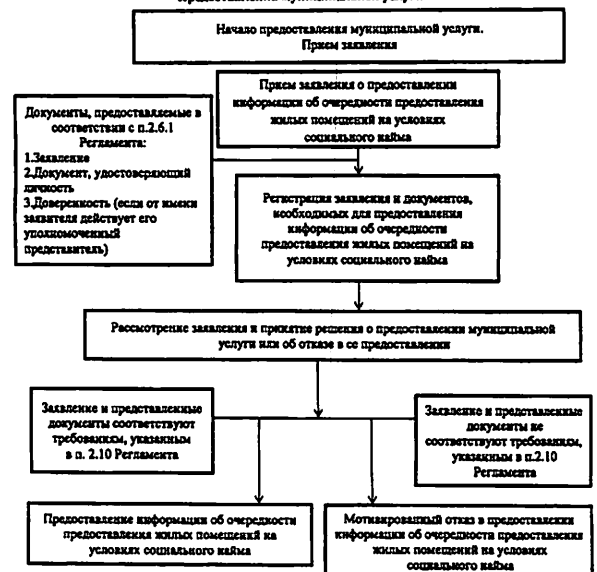 Предоставления муниципальной услуги
Начало предоставления муниципальной услуги.
Прием заявления
Прием заявления о предоставлении
информации об очередности предоставления
жилых помещений на условиях
социального найма
Документы, предоставляемые в
соответствии с п.2.6.1
Регламента:
1.Заявление
2.Документ, удостоверяющий
личность
3.Доверенность (если от имени
заявителя действует его
уполномоченный
представитель)
Регистрация заявления и документов,
необходимых для предоставления
информации об очередности
предоставления жилых помещений на
условиях социального найма
Рассмотрение заявления и принятие решения о предоставлении муниципальной
услуги или об отказе в ее предоставлении
Заявление и представленные
документы соответствуют
требованиям, указанным
в п. 2.10 Регламента
Заявление и представленные
документы не
соответствуют требованиям,
указанным в п.2.10
Регламента
Предоставление информации об очередности
предоставления жилых помещений на
условиях социального найма
Мотивированный отказ в предоставлении
информации об очередности предоставления
жилых помещений на условиях
социального найма